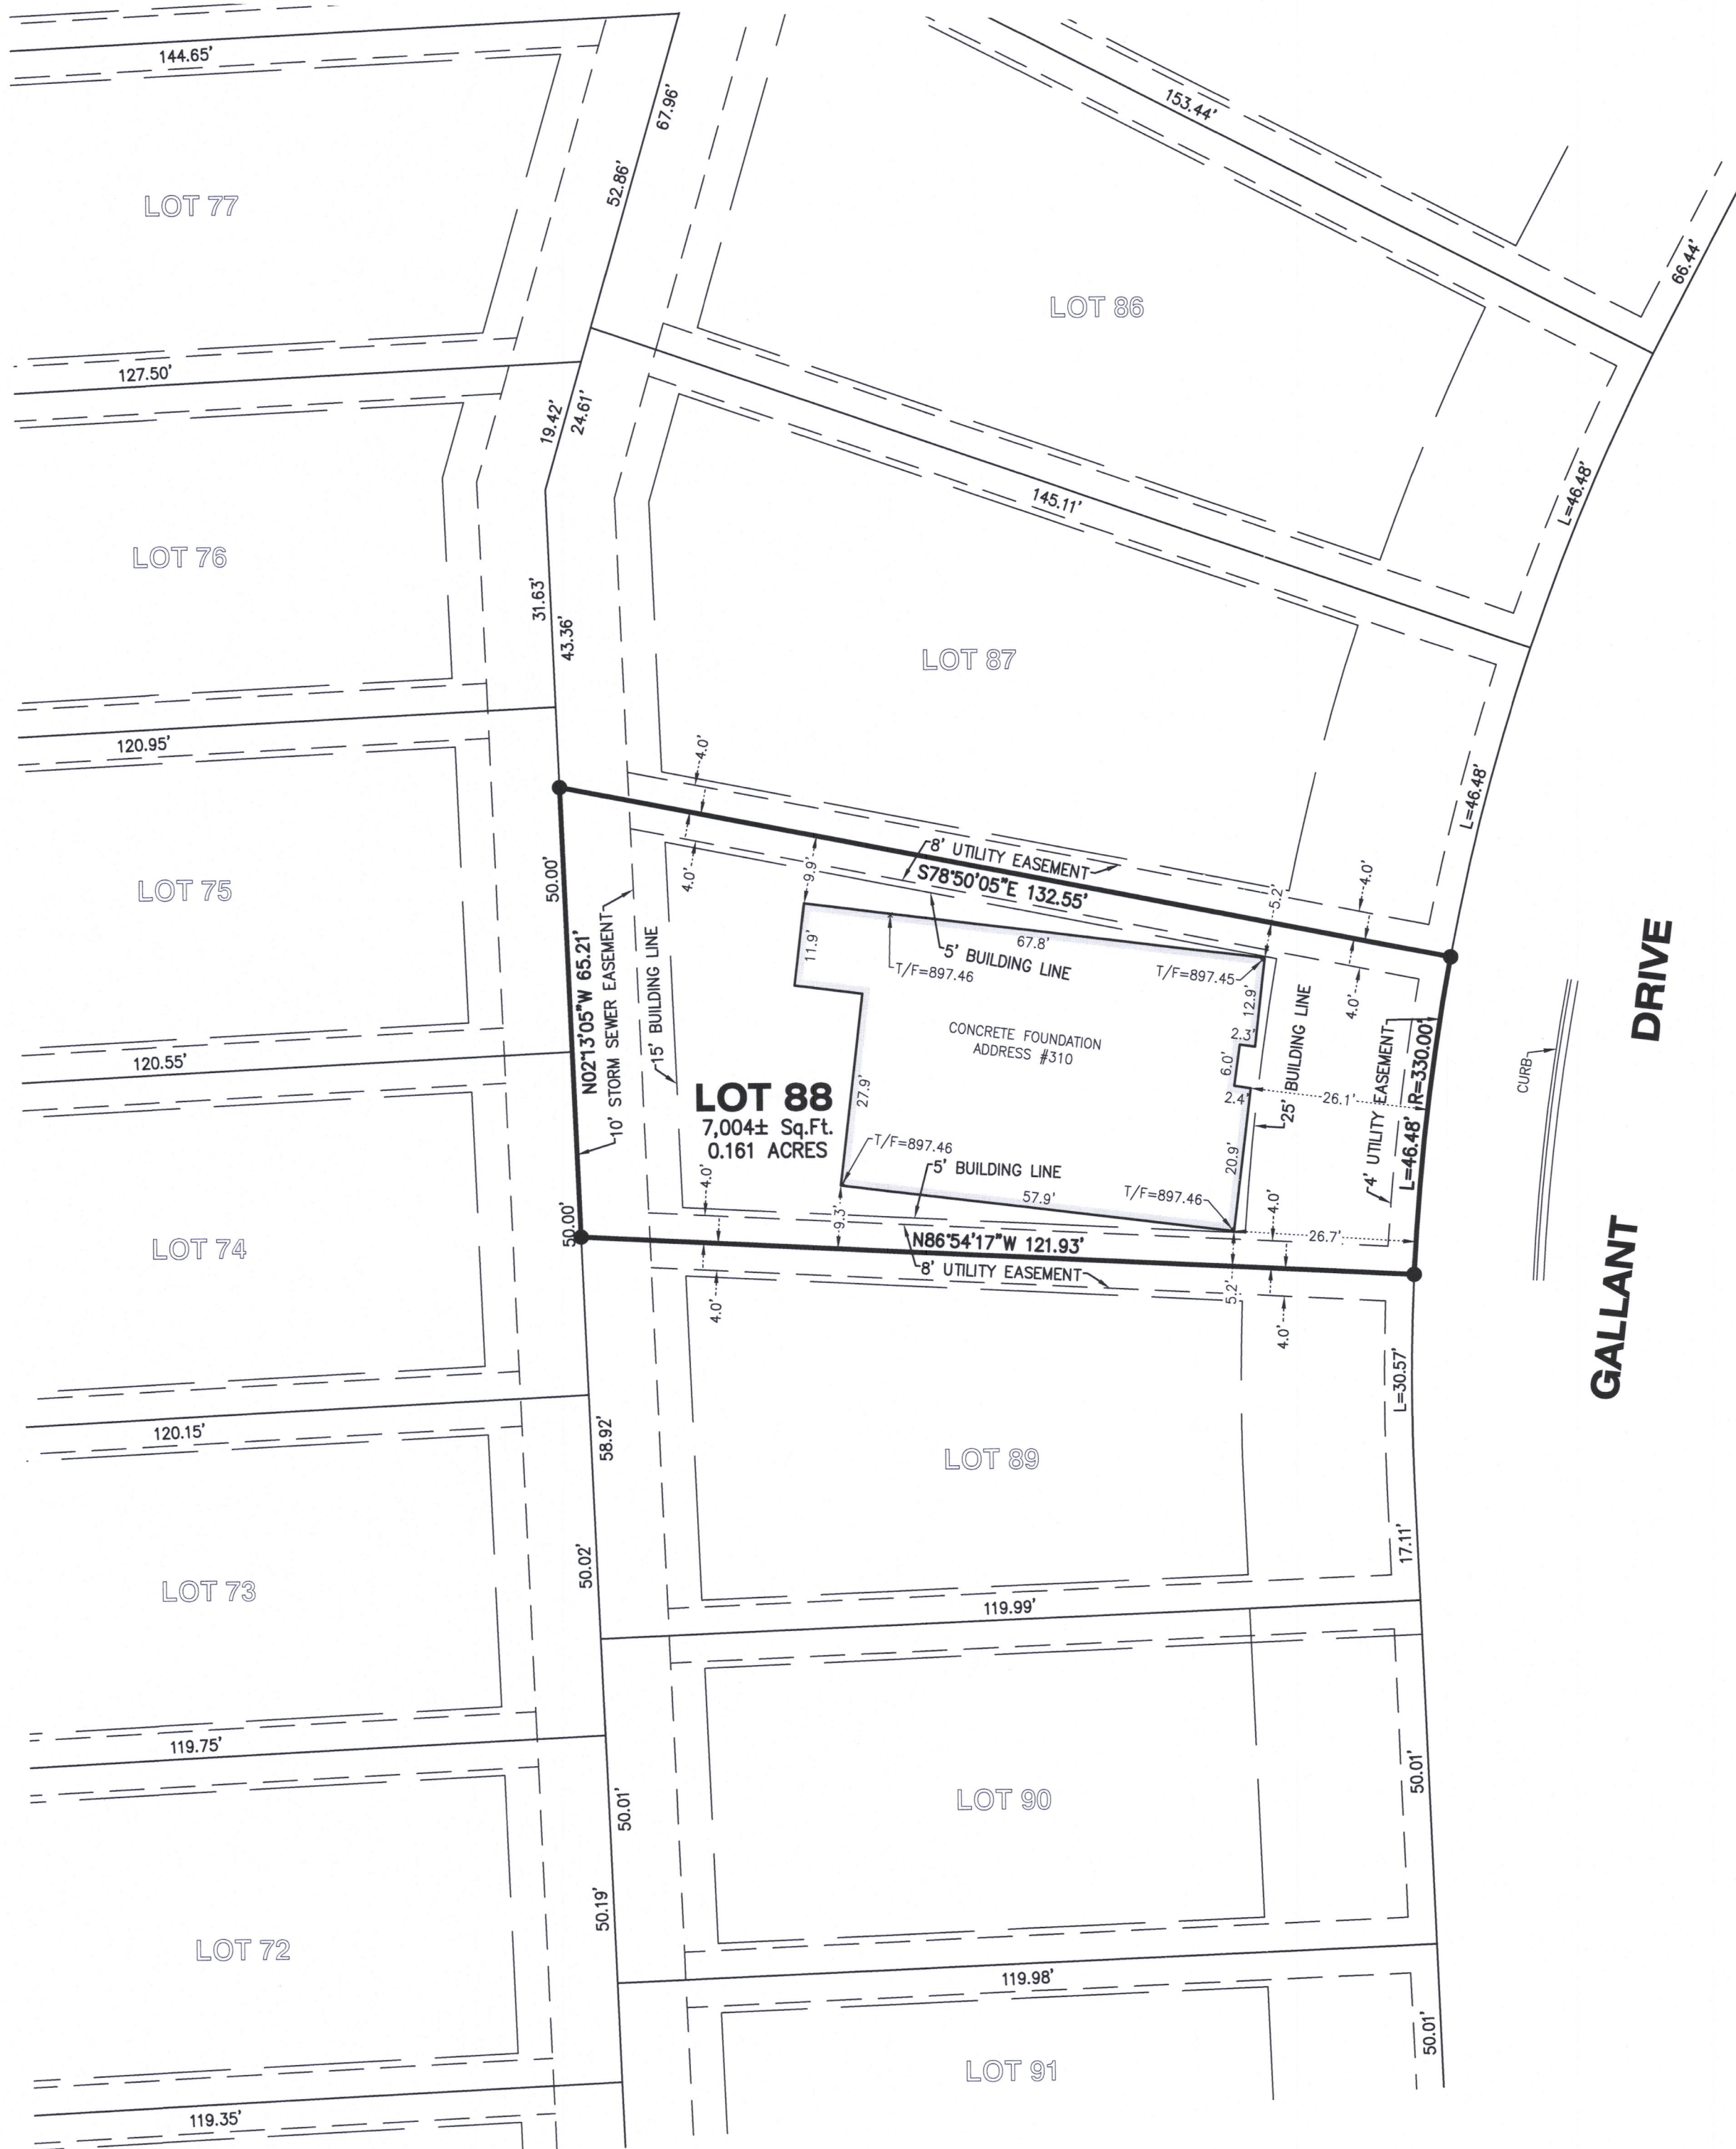 144.65'
67.96'
153.44'
52.86'
LOT 77
66.44'
LOT 86
127.50'
19.42'
24.61'
145.11'
L=46.48'
LOT 76
31.63'
43.36'
LOT 87
120.95'
4.0'
L=46.48'
50.00'
LOT 75
4.0'
9.9'
8' UTILITY EASEMENT
S78°50'05"E 132.55'
5.2'
4.0'
N02°13'05"W 65.21'
10' STORM SEWER EASEMENT
15' BUILDING LINE
11.9'
67.8'
5' BUILDING LINE
T/F=897.46
T/F=897.45
12.9'
4.0'
CONCRETE FOUNDATION
ADDRESS #310
2.3'
6.0'
2.4'
25' BUILDING LINE
26.1'
4' UTILITY EASEMENT
L=46.48' R=330.00'
CURB
GALLANT DRIVE
120.55'
27.9'
LOT 88
7,004± Sq.Ft.
0.161 ACRES
T/F=897.46
5' BUILDING LINE
20.9'
4.0'
57.9'
T/F=897.46
4.0'
50.00'
9.3'
26.7'
N86°54'17"W 121.93'
8' UTILITY EASEMENT
LOT 74
4.0'
5.2'
4.0'
L=30.57'
120.15'
58.92'
LOT 89
50.02'
17.11'
LOT 73
119.99'
119.75'
50.01'
50.01'
LOT 90
50.19'
LOT 72
119.98'
50.01'
LOT 91
119.35'